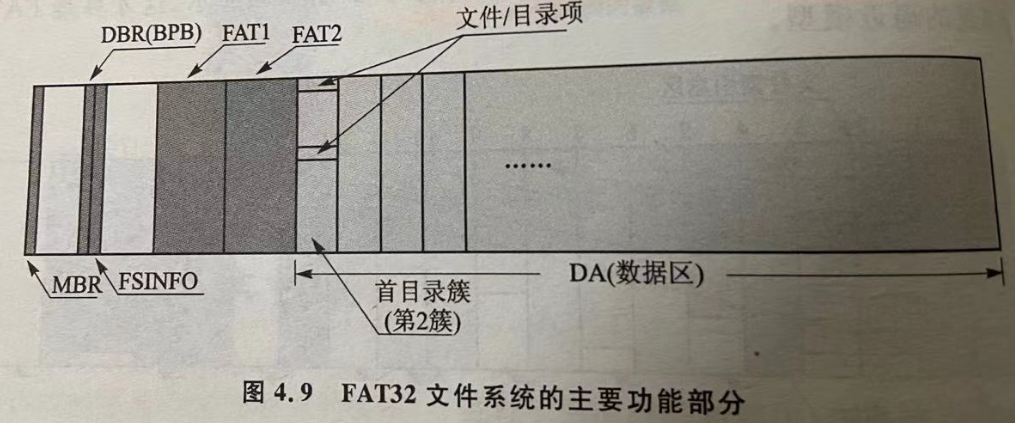 文件/目录项
DBR(BPB) FAT1 FAT2
……
MBR FSINFO
DA(数据区)
首目录簇
(第2簇)
图 4.9 FAT32 文件系统的主要功能部分